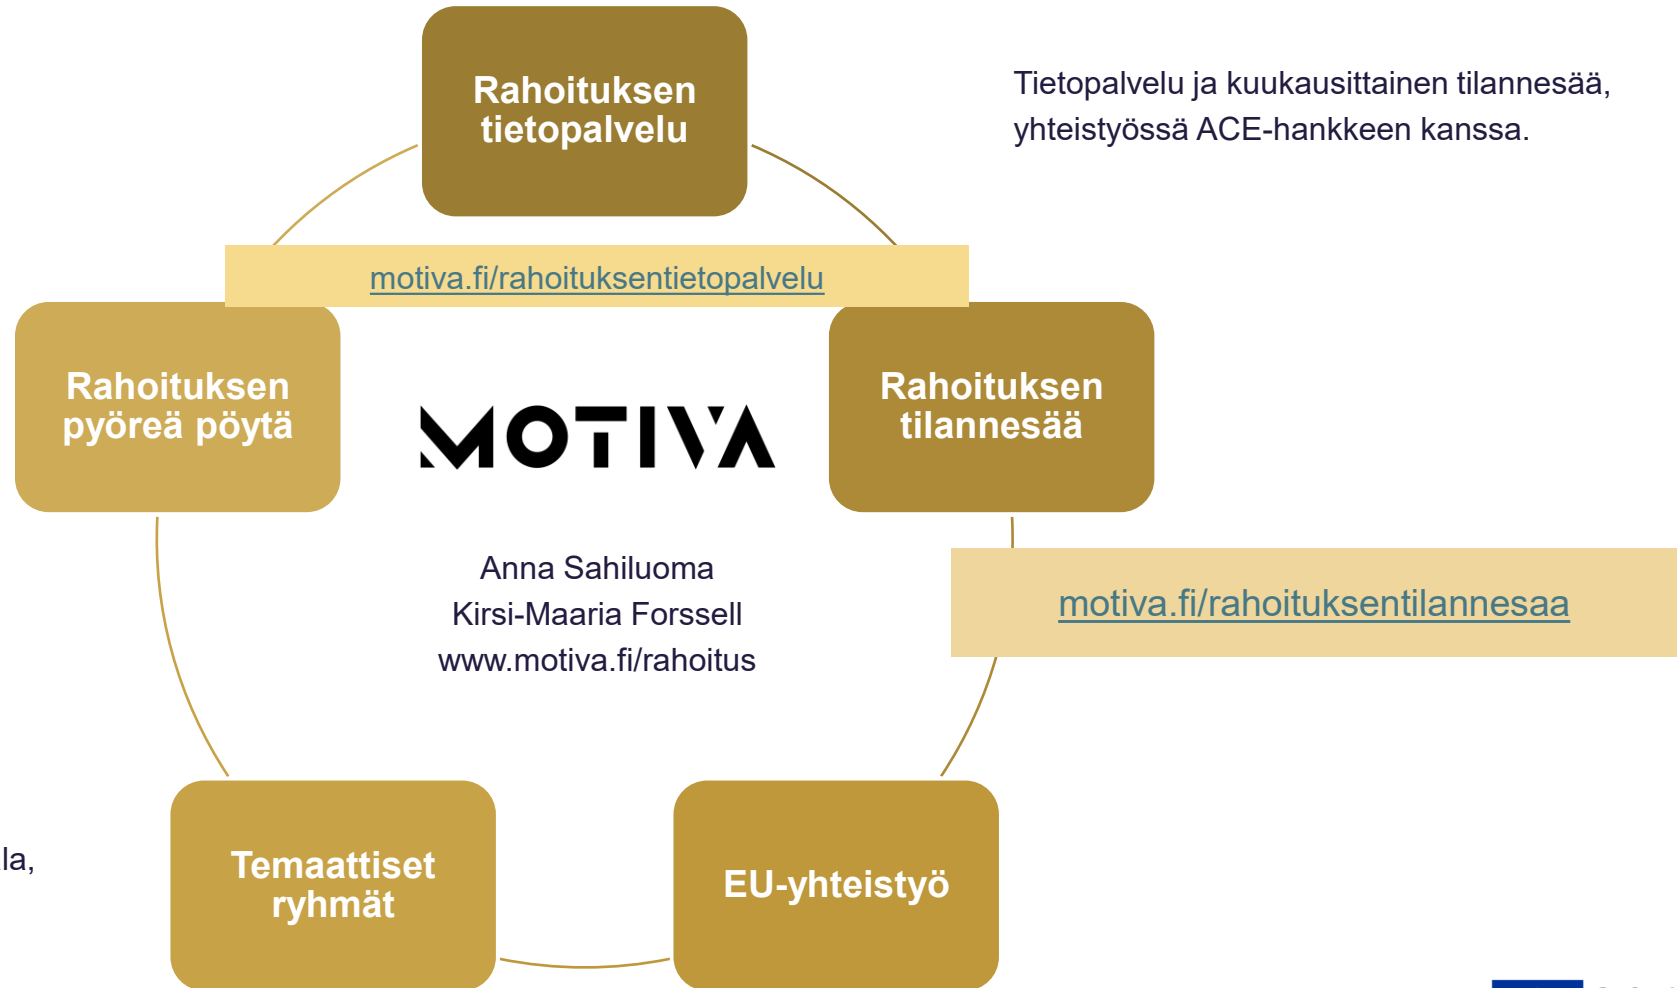 Rahoituksen
tietopalvelu
Tietopalvelu ja kuukausittainen tilannesää,
yhteistyössä ACE-hankkeen kanssa.
motiva.fi/rahoituksentietopalvelu
Rahoituksen
pyöreä pöytä
MOTIVA
Rahoituksen
tilannesää
Anna Sahiluoma
Kirsi-Maaria Forssell
www.motiva.fi/rahoitus
motiva.fi/rahoituksentilannesaa
Temaattiset
ryhmät
EU-yhteistyö